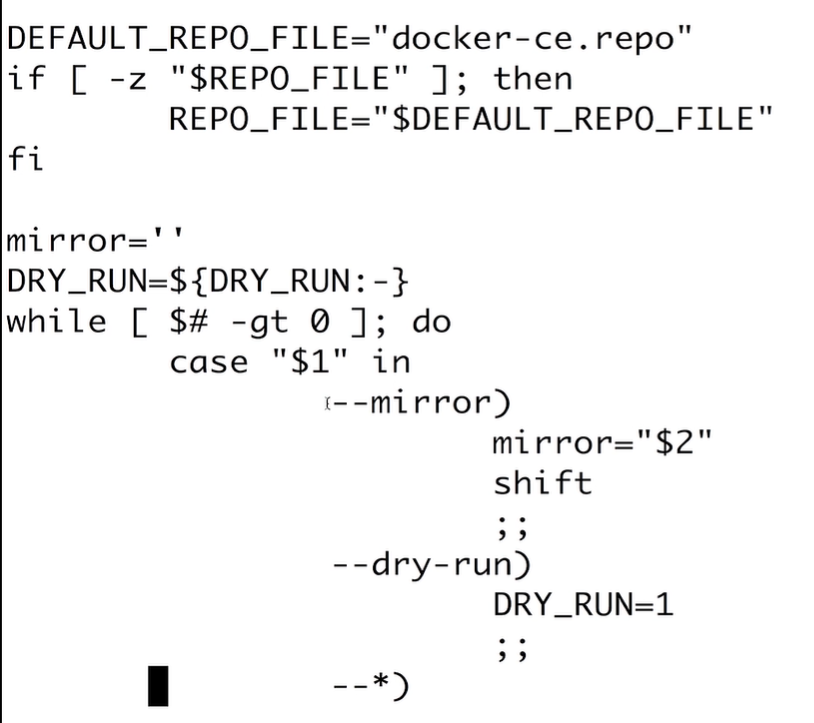 DEFAULT_REPO_FILE="docker-ce.repo"
if [ -z "$REPO_FILE" ]; then
        REPO_FILE="$DEFAULT_REPO_FILE"
fi

mirror=''
DRY_RUN=${DRY_RUN:-}
while [ $# -gt 0 ]; do
        case "$1" in
                --mirror)
                        mirror="$2"
                        shift
                        ;;
                --dry-run)
                        DRY_RUN=1
                        ;;
                --*)